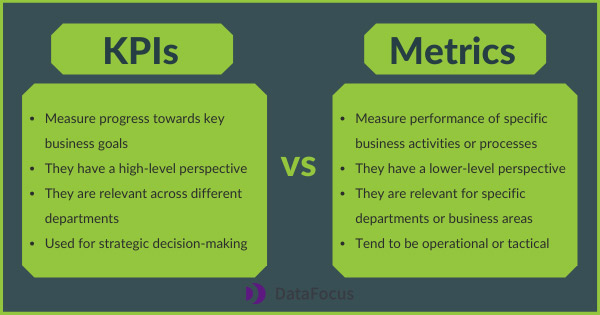 KPIs
• Measure progress towards key
business goals
• They have a high-level perspective
• They are relevant across different
departments
• Used for strategic decision-making
vs
Metrics
• Measure performance of specific
business activities or processes
• They have a lower-level perspective
• They are relevant for specific
departments or business areas
• Tend to be operational or tactical
DataFocus